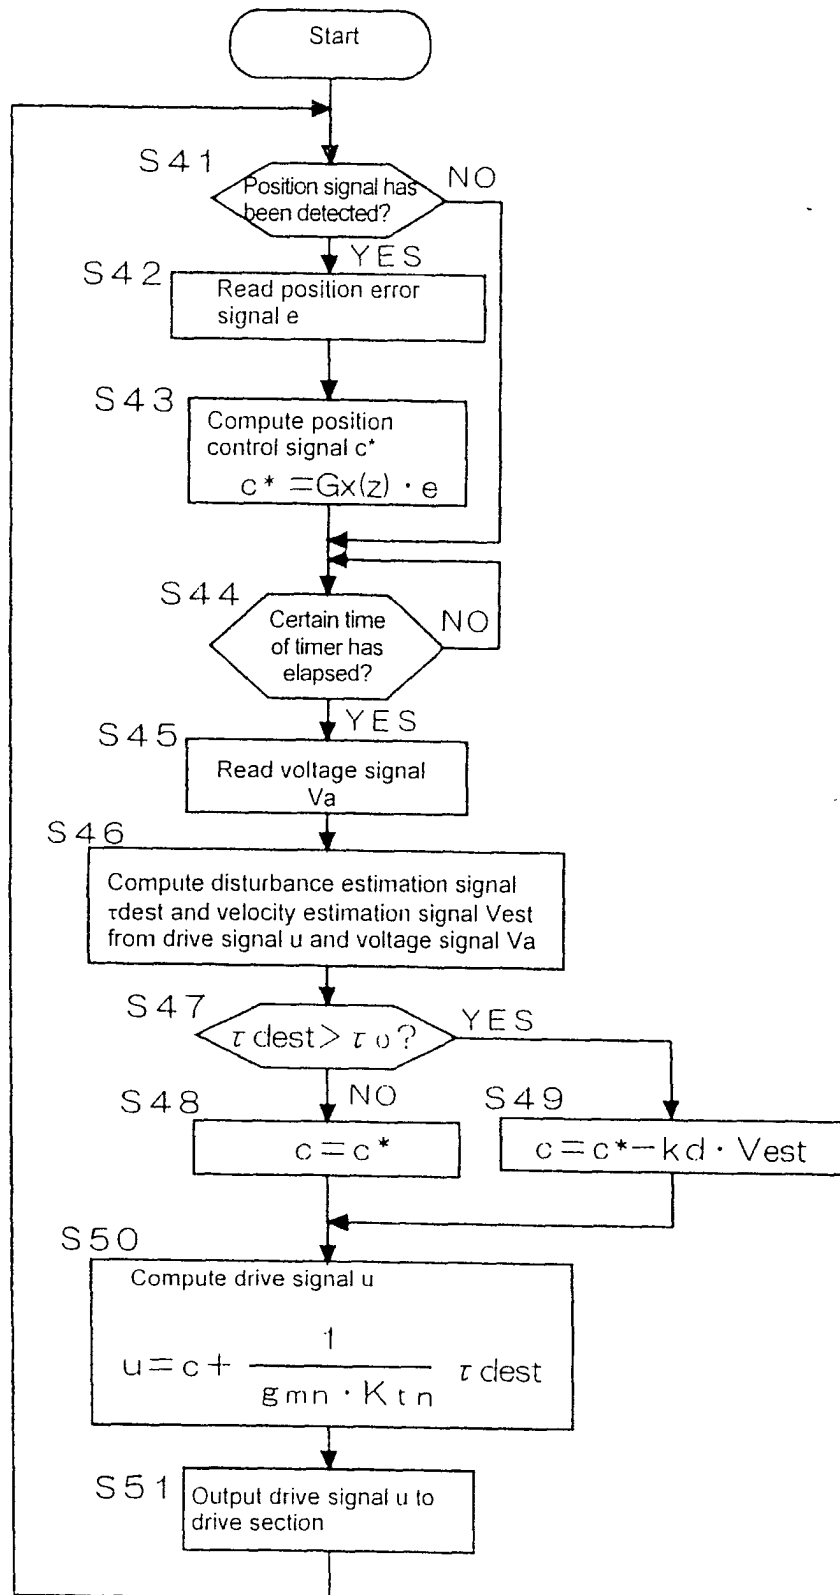 Start
S41
Position signal has
been detected?
NO
YES
S42
Read position error
signal e
S43
Compute position
control signal c*
c* = Gx(z) · e
S44
Certain time
of timer has
elapsed?
NO
YES
S45
Read voltage signal
Va
S46
Compute disturbance estimation signal
τdest and velocity estimation signal Vest
from drive signal u and voltage signal Va
S47
τdest > τ0?
YES
NO
S48
c = c*
S49
c = c* − kd · Vest
S50
Compute drive signal u
1
u = c + τdest
gmn · Ktn
S51
Output drive signal u to
drive section